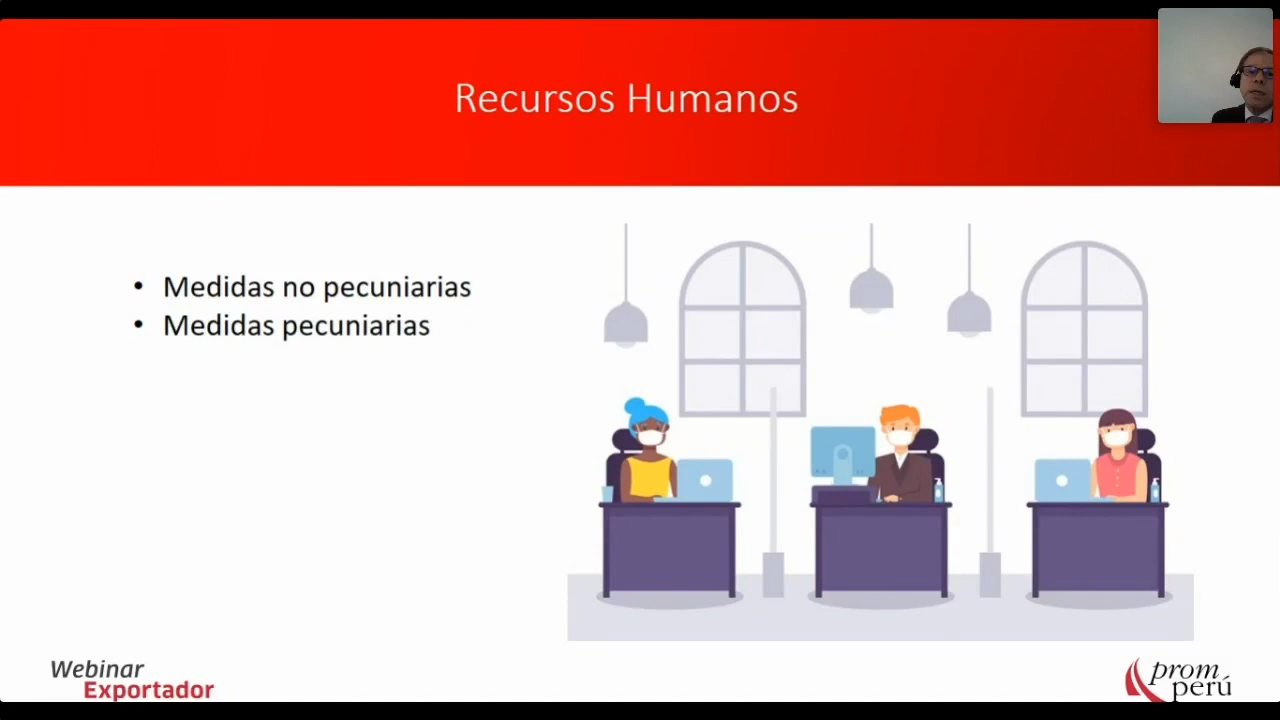 Recursos Humanos
• Medidas no pecuniarias
• Medidas pecuniarias
Webinar
Exportador
prom
perú